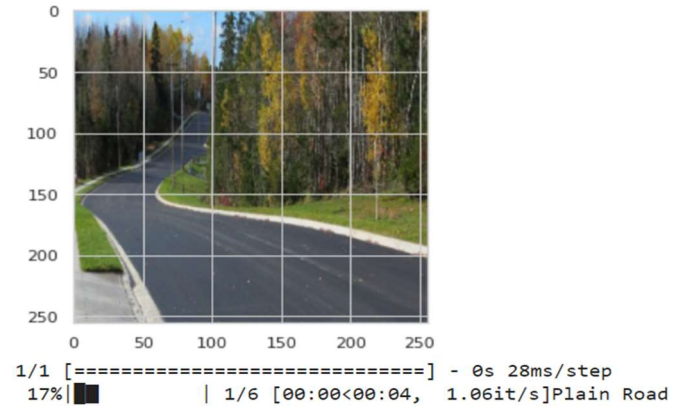 0
50
100
150
200
250
0 50 100 150 200 250
1/1 [==============================] - 0s 28ms/step
17%|██ | 1/6 [00:00<00:04, 1.06it/s]Plain Road